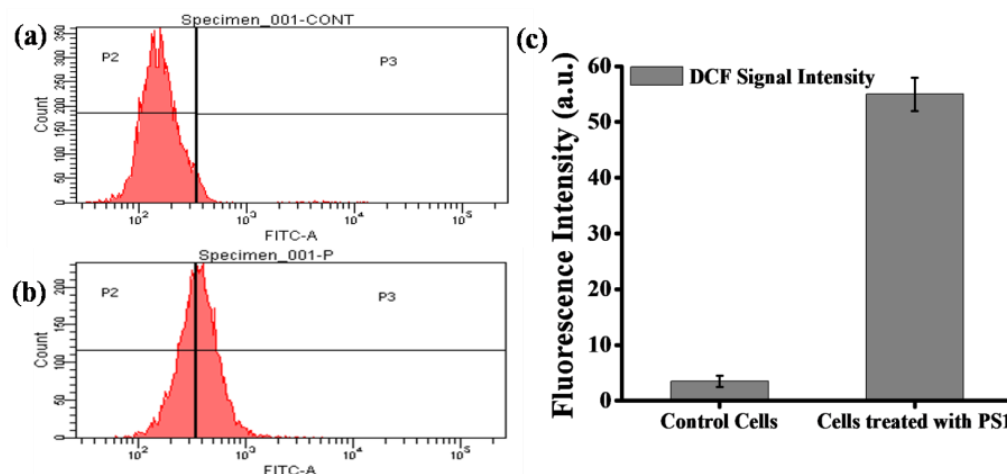 (a)
Specimen_001-CONT
P2
P3
Count
0 50 100 150 200 250 300 350
10^2 10^3 10^4 10^5
FITC-A
(b)
Specimen_001-P
P2
P3
Count
0 50 100 150 200
10^2 10^3 10^4 10^5
FITC-A
(c)
DCF Signal Intensity
Fluorescence Intensity (a.u.)
60
50
40
30
20
10
0
Control Cells Cells treated with PS1